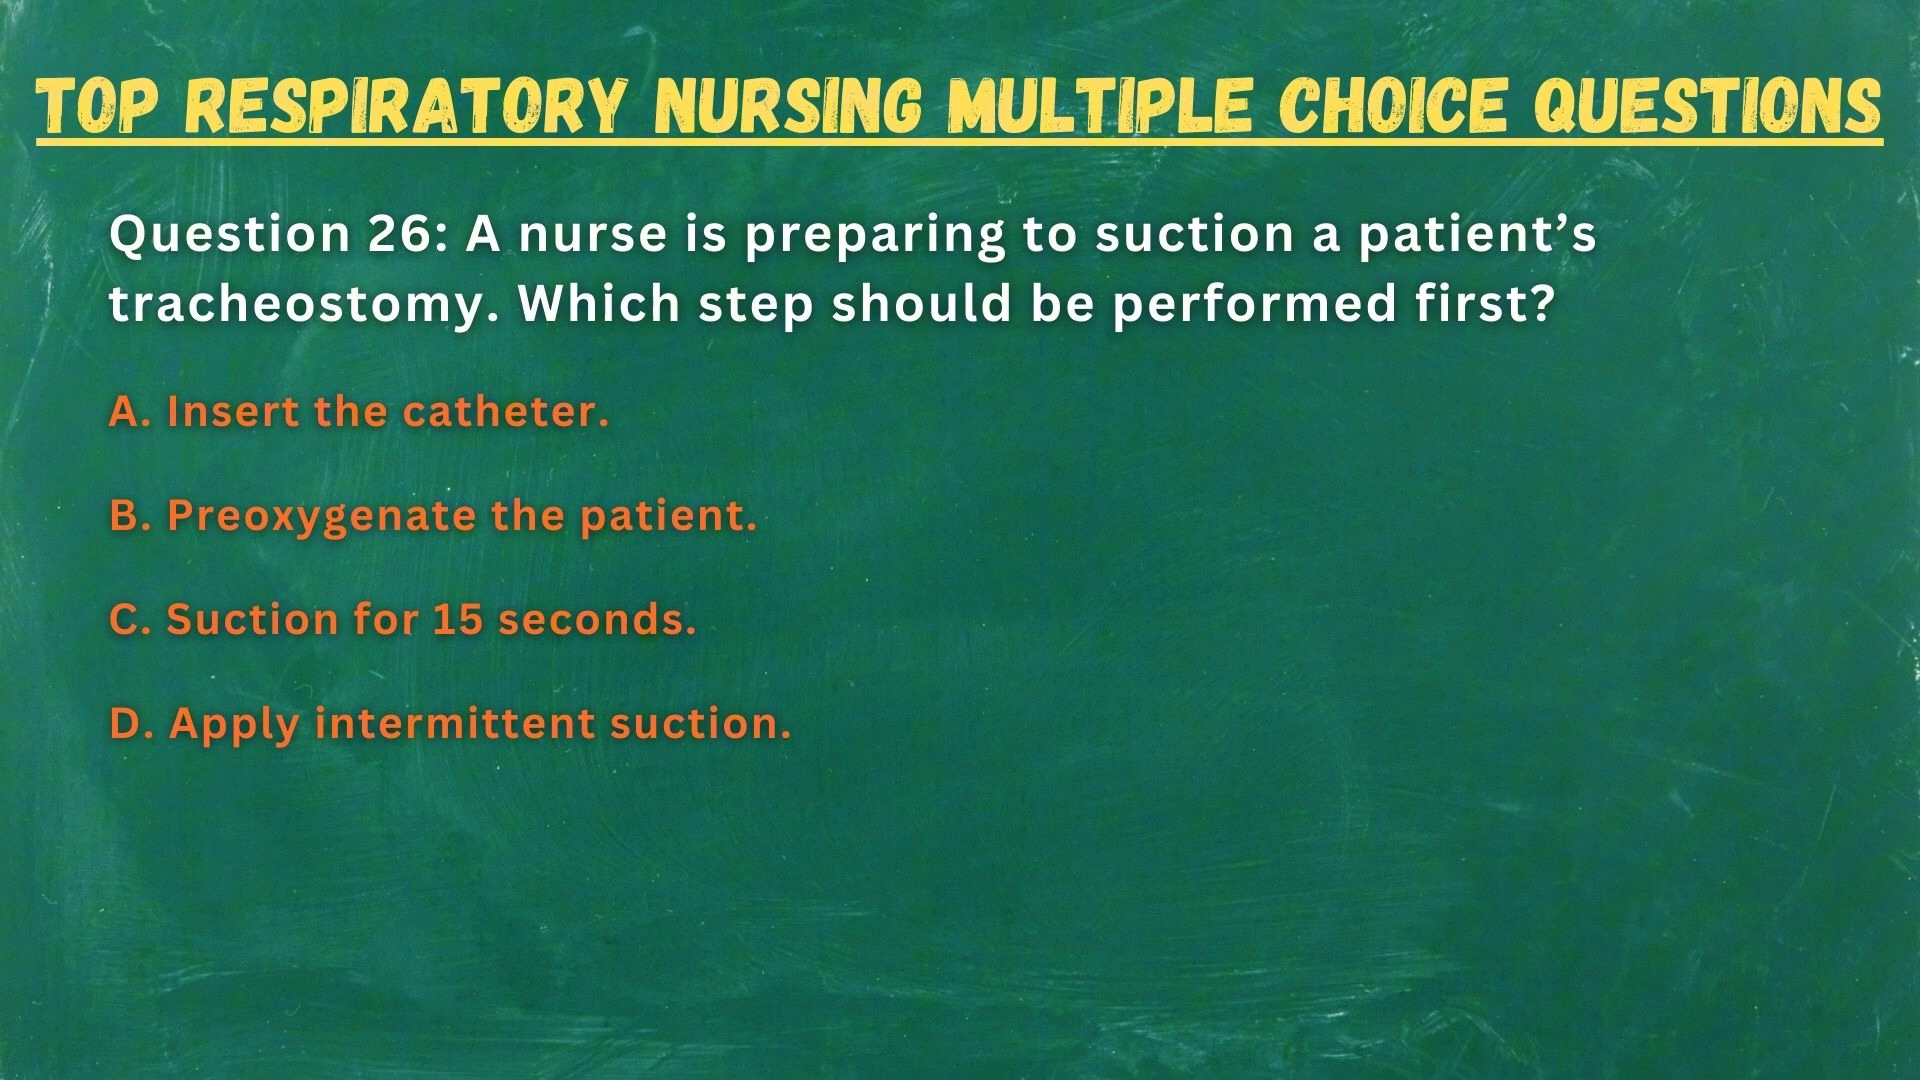 TOP RESPIRATORY NURSING MULTIPLE CHOICE QUESTIONS
Question 26: A nurse is preparing to suction a patient’s
tracheostomy. Which step should be performed first?
A. Insert the catheter.
B. Preoxygenate the patient.
C. Suction for 15 seconds.
D. Apply intermittent suction.